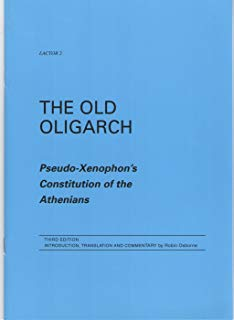 LACTOR 2
THE OLD
OLIGARCH
Pseudo-Xenophon's
Constitution of the
Athenians
THIRD EDITION
INTRODUCTION, TRANSLATION AND COMMENTARY by Robin Osborne